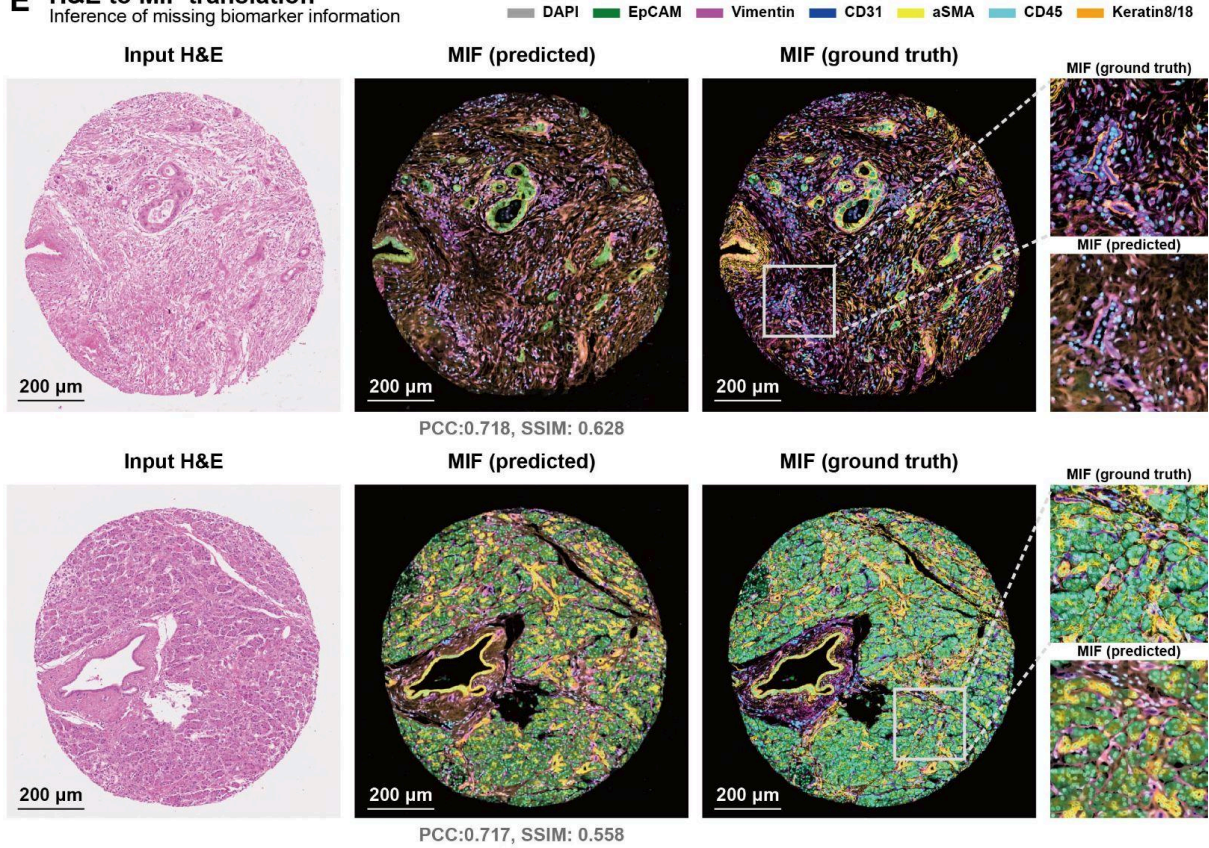 E H&E to MIF translation
Inference of missing biomarker information
DAPI EpCAM Vimentin CD31 aSMA CD45 Keratin8/18
Input H&E MIF (predicted) MIF (ground truth)
MIF (ground truth)
MIF (predicted)
200 µm 200 µm 200 µm
PCC:0.718, SSIM: 0.628
Input H&E MIF (predicted) MIF (ground truth)
MIF (ground truth)
MIF (predicted)
200 µm 200 µm 200 µm
PCC:0.717, SSIM: 0.558